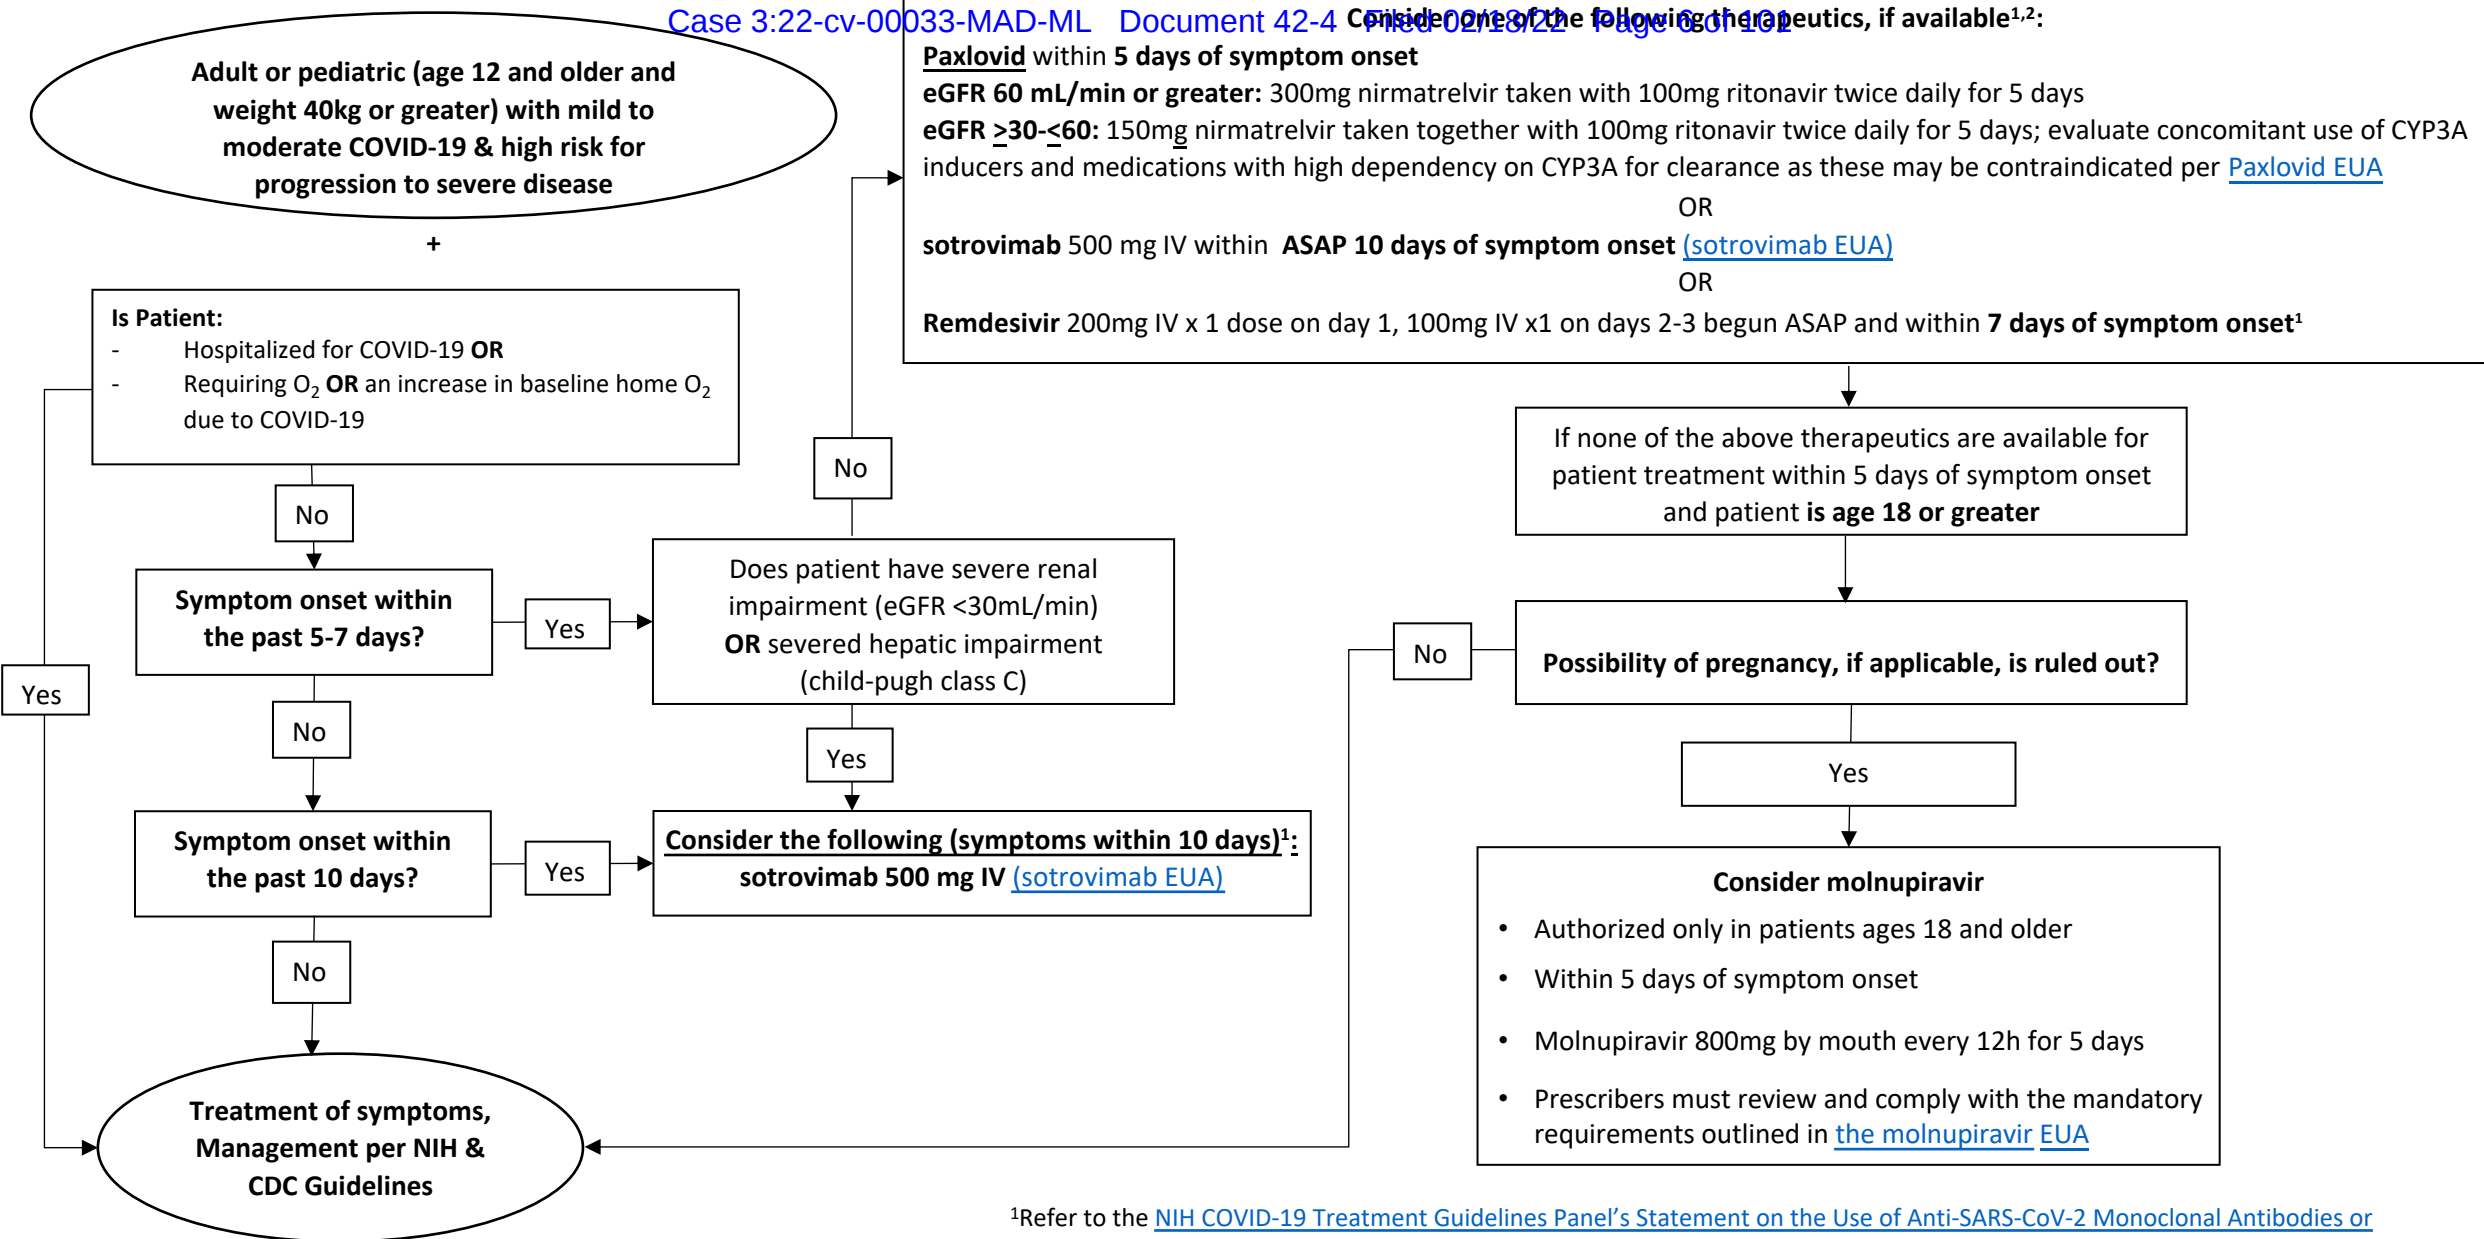 Case 3:22-cv-00033-MAD-ML Document 42-4 Filed 02/18/22 Page 6 of 101
Adult or pediatric (age 12 and older and
weight 40kg or greater) with mild to
moderate COVID-19 & high risk for
progression to severe disease
+
Is Patient:
- Hospitalized for COVID-19 OR
- Requiring O₂ OR an increase in baseline home O₂
due to COVID-19
No
Yes
Symptom onset within
the past 5-7 days?
Yes
No
Symptom onset within
the past 10 days?
Yes
No
Treatment of symptoms,
Management per NIH &
CDC Guidelines
Does patient have severe renal
impairment (eGFR <30mL/min)
OR severed hepatic impairment
(child-pugh class C)
No
Yes
Consider the following (symptoms within 10 days)¹:
sotrovimab 500 mg IV (sotrovimab EUA)
Consider one of the following therapeutics, if available¹,²:
Paxlovid within 5 days of symptom onset
eGFR 60 mL/min or greater: 300mg nirmatrelvir taken with 100mg ritonavir twice daily for 5 days
eGFR >30-<60: 150mg nirmatrelvir taken together with 100mg ritonavir twice daily for 5 days; evaluate concomitant use of CYP3A
inducers and medications with high dependency on CYP3A for clearance as these may be contraindicated per Paxlovid EUA
OR
sotrovimab 500 mg IV within ASAP 10 days of symptom onset (sotrovimab EUA)
OR
Remdesivir 200mg IV x 1 dose on day 1, 100mg IV x1 on days 2-3 begun ASAP and within 7 days of symptom onset¹
If none of the above therapeutics are available for
patient treatment within 5 days of symptom onset
and patient is age 18 or greater
Possibility of pregnancy, if applicable, is ruled out?
No
Yes
Consider molnupiravir
• Authorized only in patients ages 18 and older
• Within 5 days of symptom onset
• Molnupiravir 800mg by mouth every 12h for 5 days
• Prescribers must review and comply with the mandatory
requirements outlined in the molnupiravir EUA
¹Refer to the NIH COVID-19 Treatment Guidelines Panel's Statement on the Use of Anti-SARS-CoV-2 Monoclonal Antibodies or